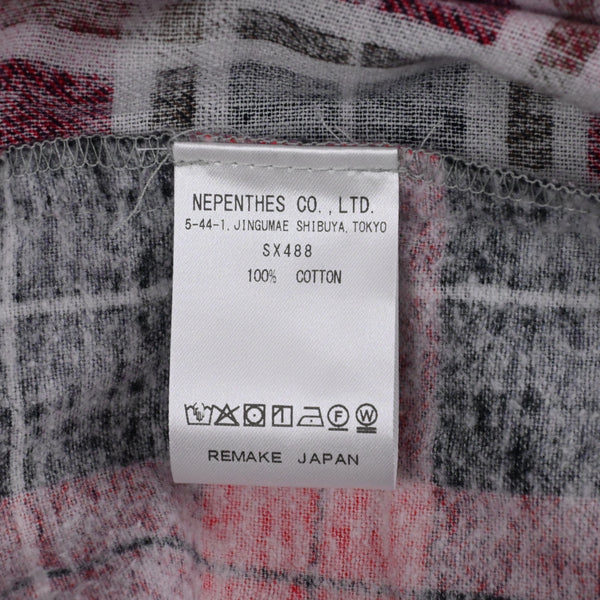 NEPENTHES CO.,LTD.
5-44-1, JINGUMAE SHIBUYA, TOKYO
SX488
100% COTTON
F W
REMAKE JAPAN